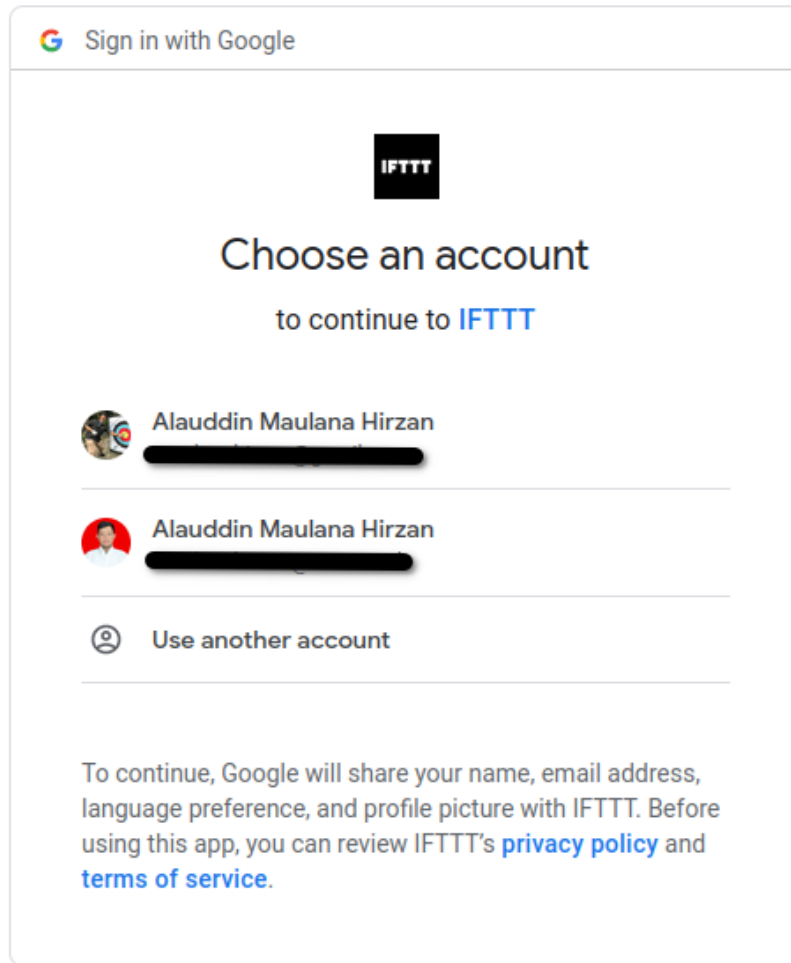 Sign in with Google
IFTTT
Choose an account
to continue to IFTTT
Alauddin Maulana Hirzan
Alauddin Maulana Hirzan
Use another account
To continue, Google will share your name, email address,
language preference, and profile picture with IFTTT. Before
using this app, you can review IFTTT's privacy policy and
terms of service.